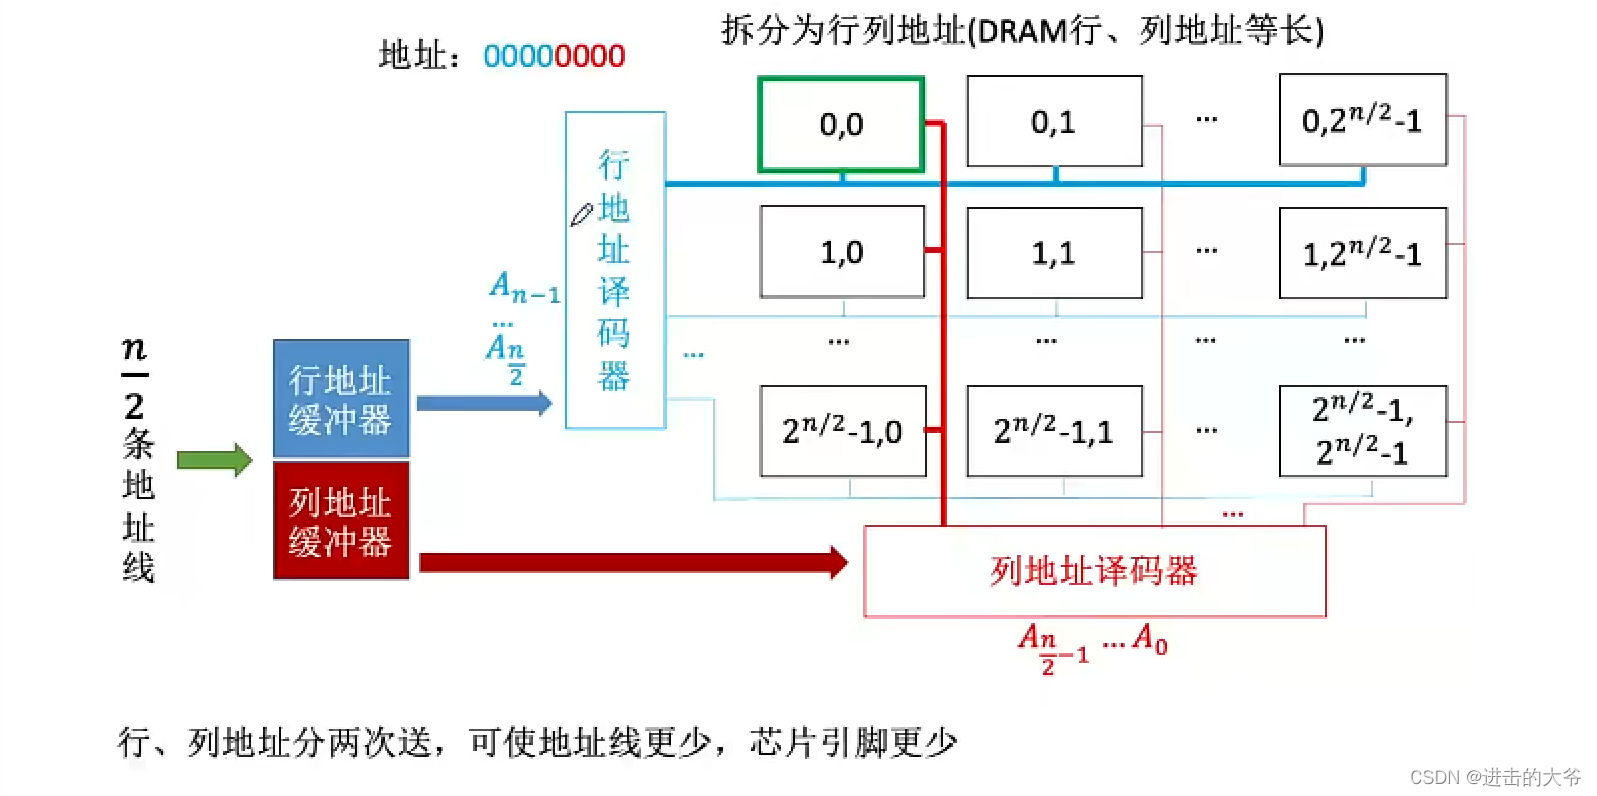 拆分为行列地址(DRAM行、列地址等长)
地址：00000000
0,0
0,1
...
0,2^{n/2}-1
行地址译码器
1,0
1,1
...
1,2^{n/2}-1
A_{n-1}
...
A_{\frac{n}{2}}
...
...
...
...
...
2^{n/2}-1,0
2^{n/2}-1,1
...
2^{n/2}-1,
2^{n/2}-1
\frac{n}{2}条地址线
行地址
缓冲器
列地址
缓冲器
...
列地址译码器
A_{\frac{n}{2}-1} ... A_0
行、列地址分两次送，可使地址线更少，芯片引脚更少
CSDN @进击的大爷